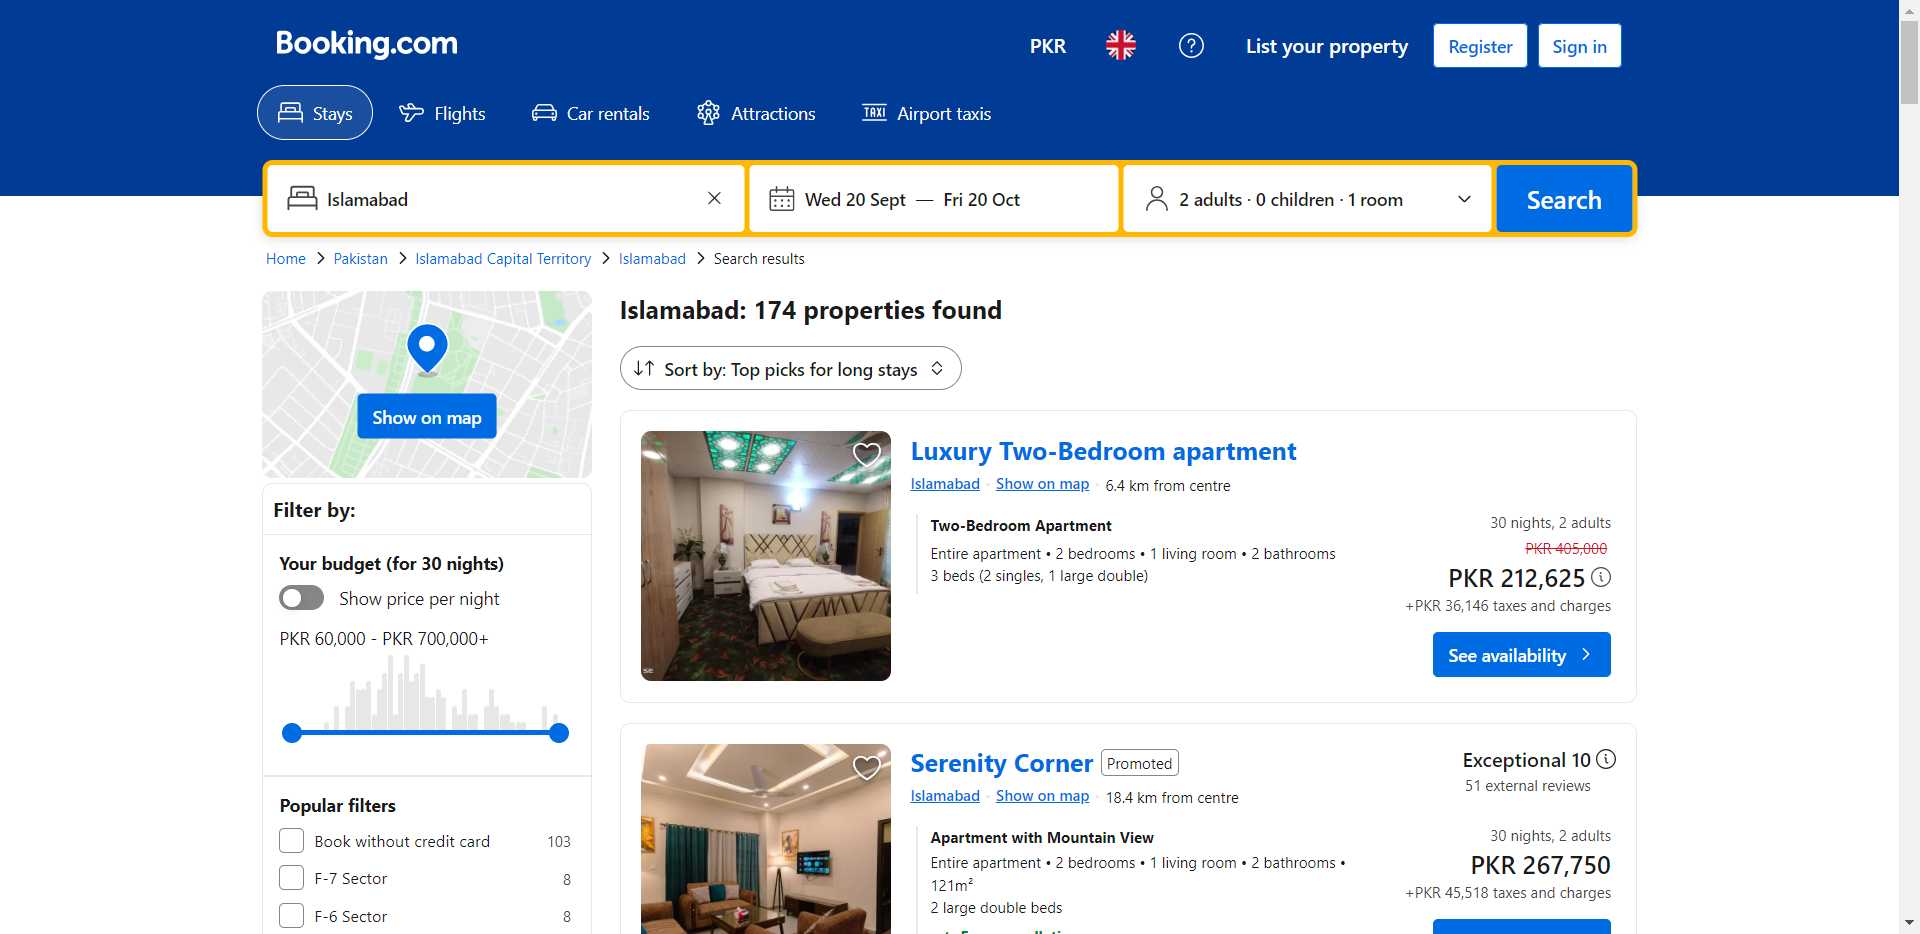 Booking.com
PKR
List your property
Register
Sign in
Stays
Flights
Car rentals
Attractions
TAXI
Airport taxis
Islamabad
Wed 20 Sept — Fri 20 Oct
2 adults · 0 children · 1 room
Search
Home > Pakistan > Islamabad Capital Territory > Islamabad > Search results
Show on map
Filter by:
Your budget (for 30 nights)
Show price per night
PKR 60,000 - PKR 700,000+
Popular filters
Book without credit card 103
F-7 Sector 8
F-6 Sector 8
Islamabad: 174 properties found
Sort by: Top picks for long stays
Luxury Two-Bedroom apartment
Islamabad · Show on map · 6.4 km from centre
Two-Bedroom Apartment
Entire apartment • 2 bedrooms • 1 living room • 2 bathrooms
3 beds (2 singles, 1 large double)
30 nights, 2 adults
PKR 405,000
PKR 212,625
+PKR 36,146 taxes and charges
See availability
Serenity Corner Promoted
Islamabad · Show on map · 18.4 km from centre
Exceptional 10
51 external reviews
Apartment with Mountain View
Entire apartment • 2 bedrooms • 1 living room • 2 bathrooms •
121m²
2 large double beds
30 nights, 2 adults
PKR 267,750
+PKR 45,518 taxes and charges